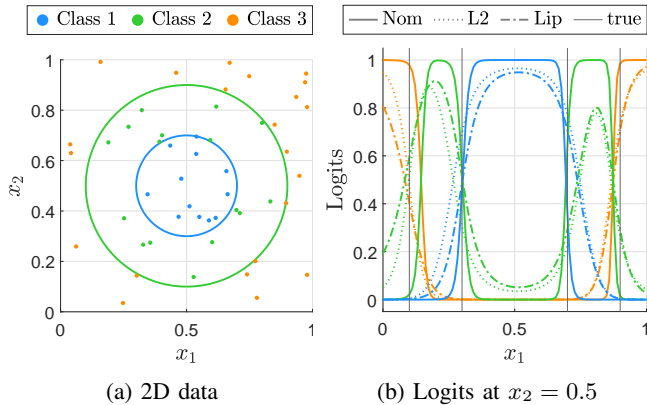 Class 1 Class 2 Class 3
Nom L2 Lip true
1
0.8
0.6
0.4
0.2
0
x₂
0 0.5 1
x₁
(a) 2D data
1
0.8
0.6
0.4
0.2
0
Logits
0 0.5 1
x₁
(b) Logits at x₂ = 0.5